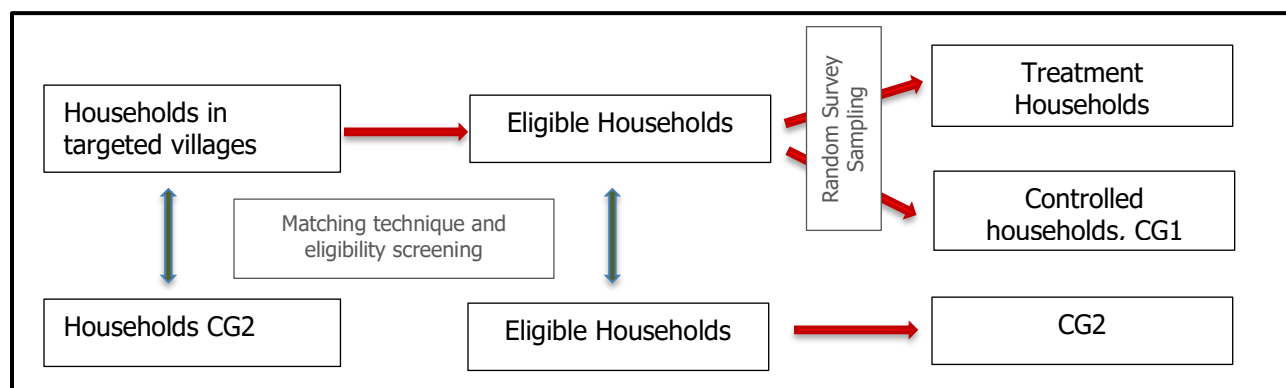 Households in
targeted villages
Eligible Households
Random Survey
Sampling
Treatment
Households
Matching technique and
eligibility screening
Controlled
households. CG1
Households CG2
Eligible Households
CG2